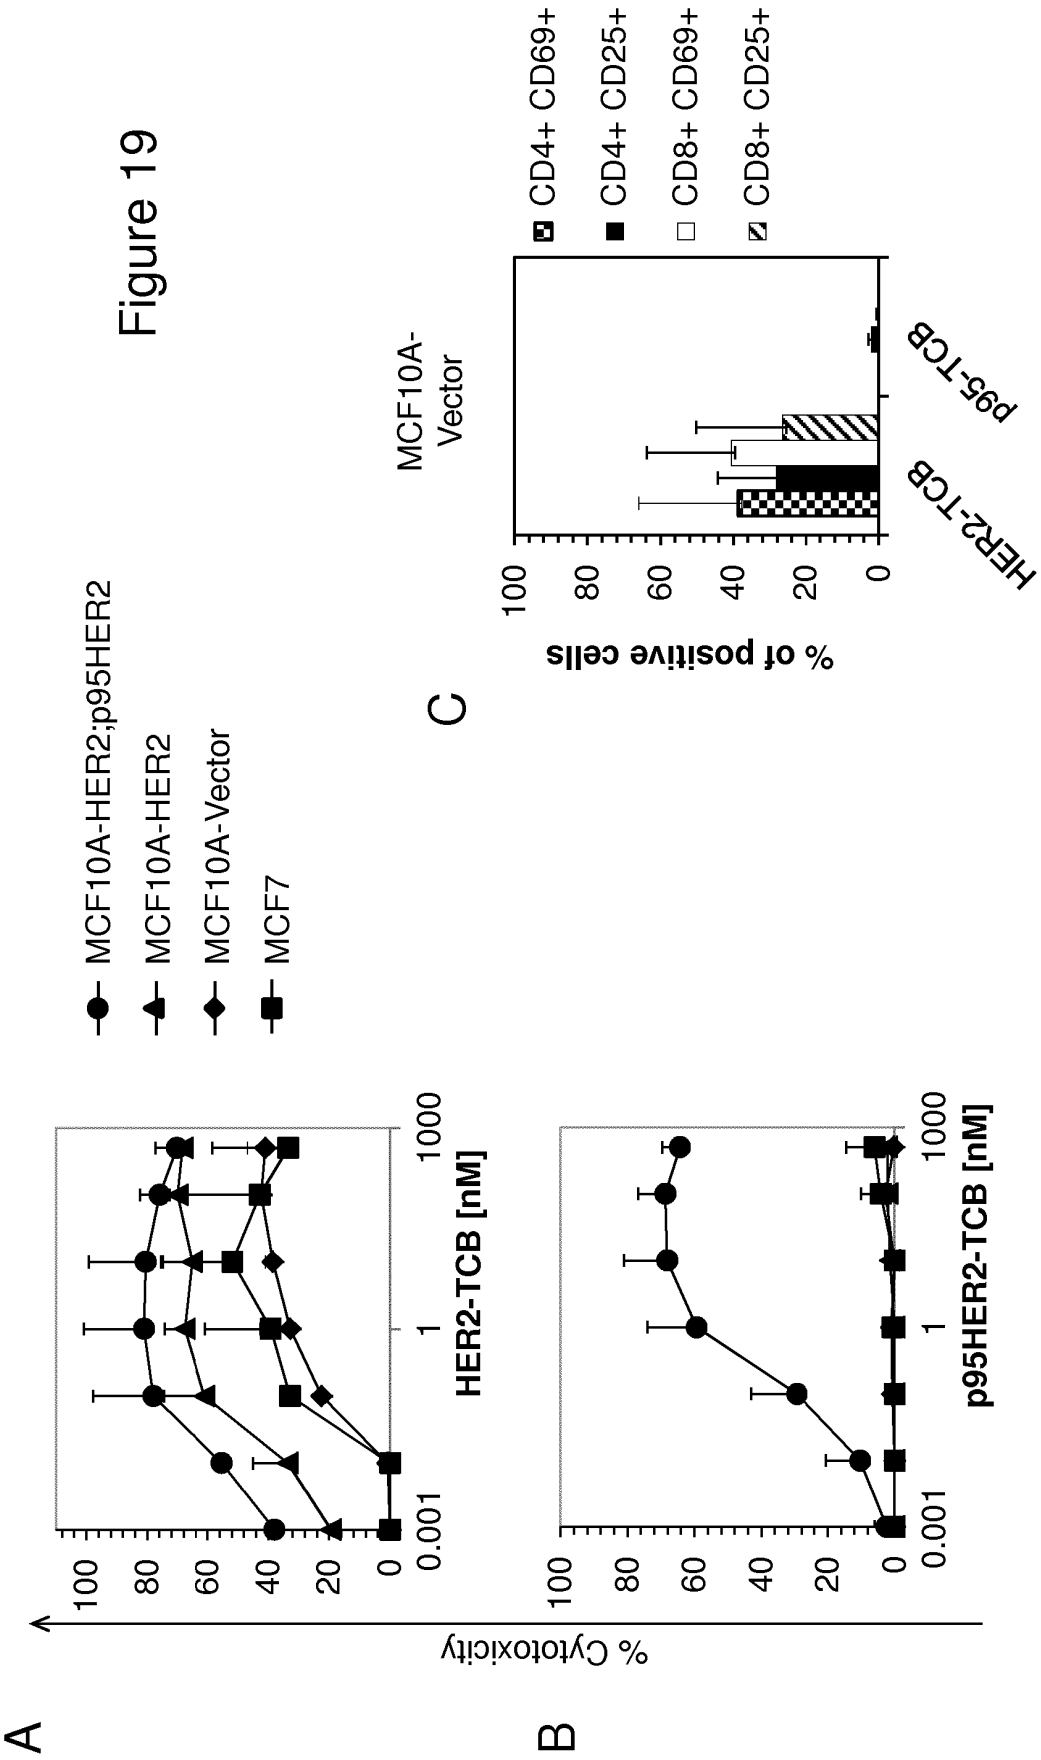 Figure 19
A
MCF10A-HER2;p95HER2
MCF10A-HER2
MCF10A-Vector
MCF7
% Cytotoxicity
100
80
60
40
20
0
0.001
1
1000
HER2-TCB [nM]
B
100
80
60
40
20
0
0.001
1
1000
p95HER2-TCB [nM]
C
MCF10A-
Vector
% of positive cells
100
80
60
40
20
0
HER2-TCB
p95-TCB
CD4+ CD69+
CD4+ CD25+
CD8+ CD69+
CD8+ CD25+